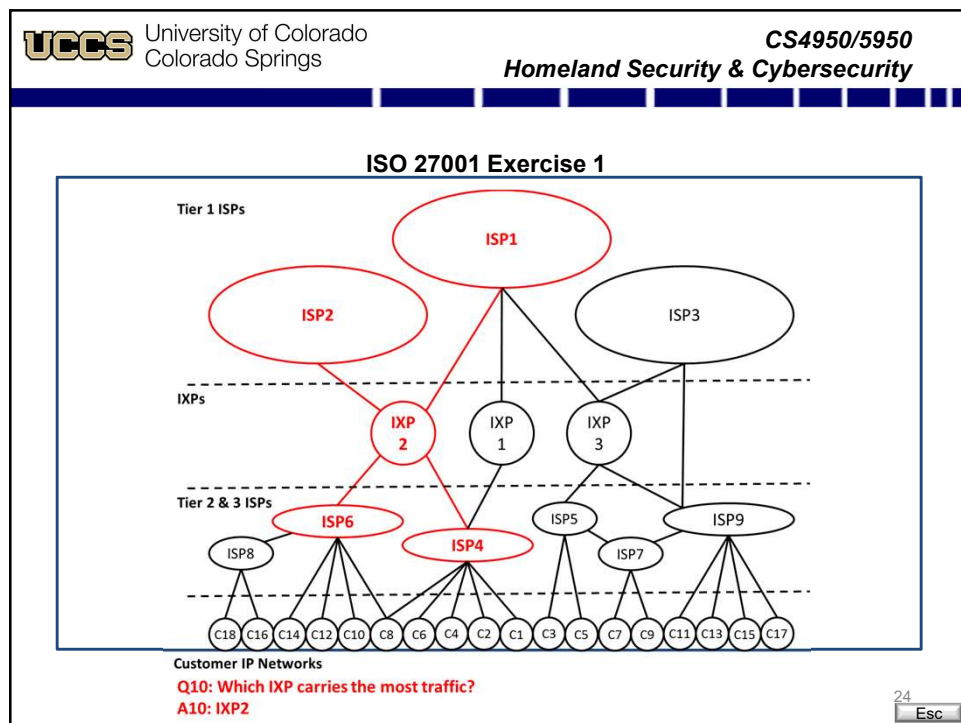 UCCS
University of Colorado
Colorado Springs
CS4950/5950
Homeland Security & Cybersecurity
ISO 27001 Exercise 1
Tier 1 ISPs
ISP1
ISP2
ISP3
IXPs
IXP
2
IXP
1
IXP
3
Tier 2 & 3 ISPs
ISP6
ISP5
ISP9
ISP8
ISP4
ISP7
C18 C16 C14 C12 C10 C8 C6 C4 C2 C1 C3 C5 C7 C9 C11 C13 C15 C17
Customer IP Networks
Q10: Which IXP carries the most traffic?
A10: IXP2
24
Esc